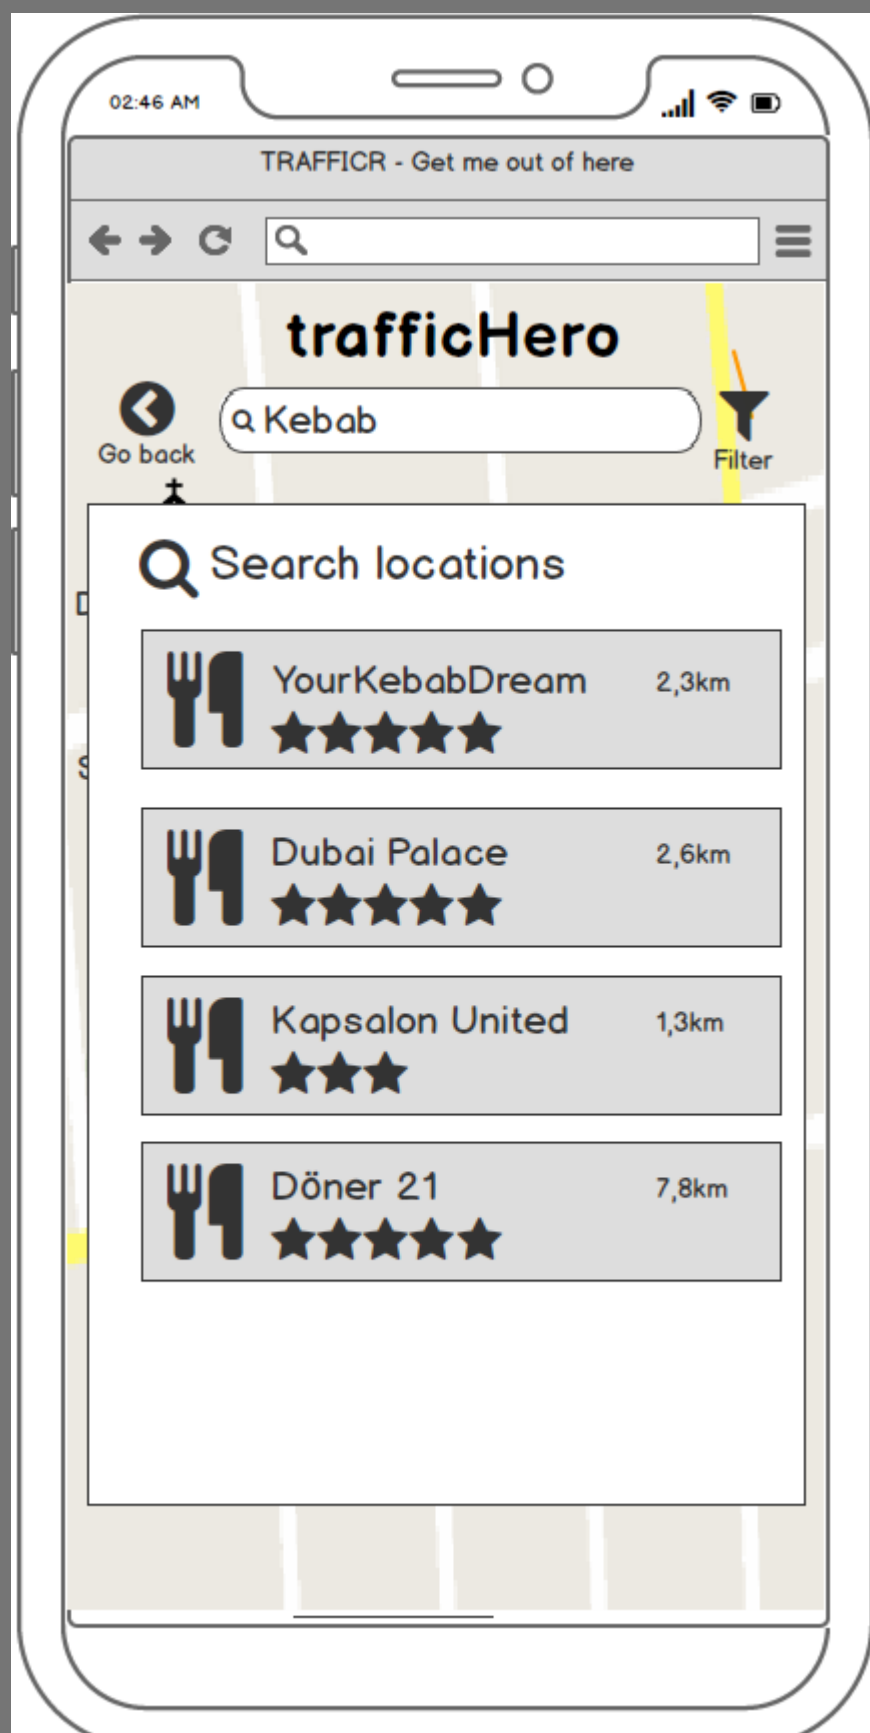 02:46 AM
TRAFFICR - Get me out of here
trafficHero
Kebab
Go back
Filter
Search locations
YourKebabDream 2,3km
Dubai Palace 2,6km
Kapsalon United 1,3km
Döner 21 7,8km